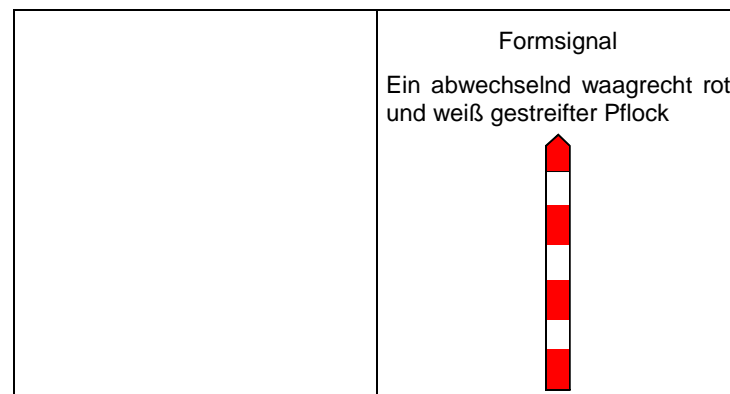 Formsignal
Ein abwechselnd waagrecht rot
und weiß gestreifter Pflock